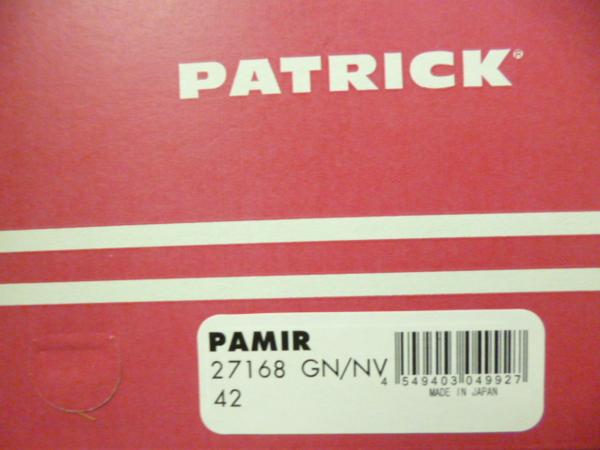 PATRICK®
PAMIR
27168 GN/NV
42
4 549403 049927
MADE IN JAPAN